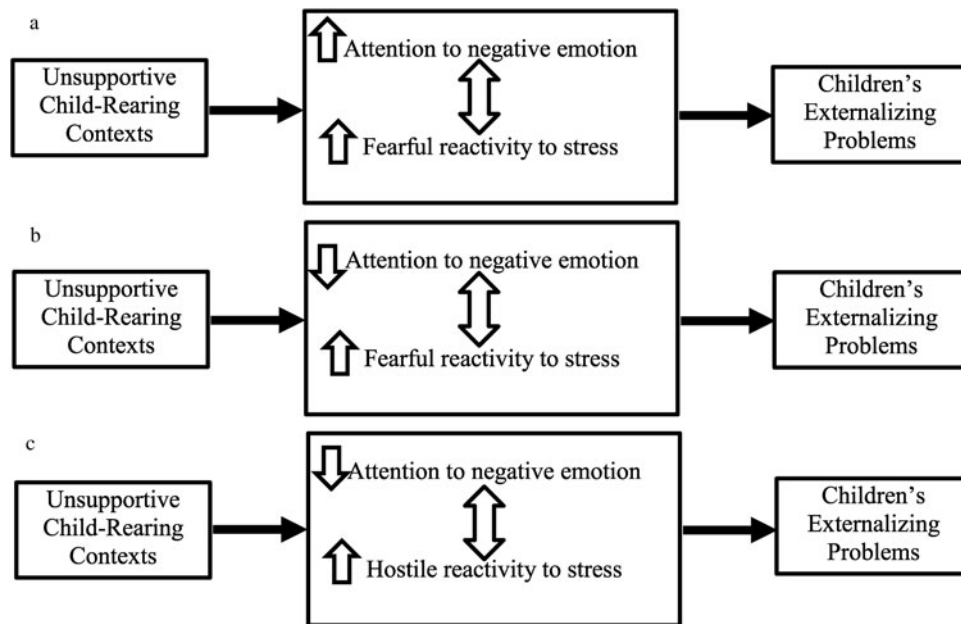 a
Unsupportive
Child-Rearing
Contexts
Attention to negative emotion
Fearful reactivity to stress
Children’s
Externalizing
Problems
b
Unsupportive
Child-Rearing
Contexts
Attention to negative emotion
Fearful reactivity to stress
Children’s
Externalizing
Problems
c
Unsupportive
Child-Rearing
Contexts
Attention to negative emotion
Hostile reactivity to stress
Children’s
Externalizing
Problems